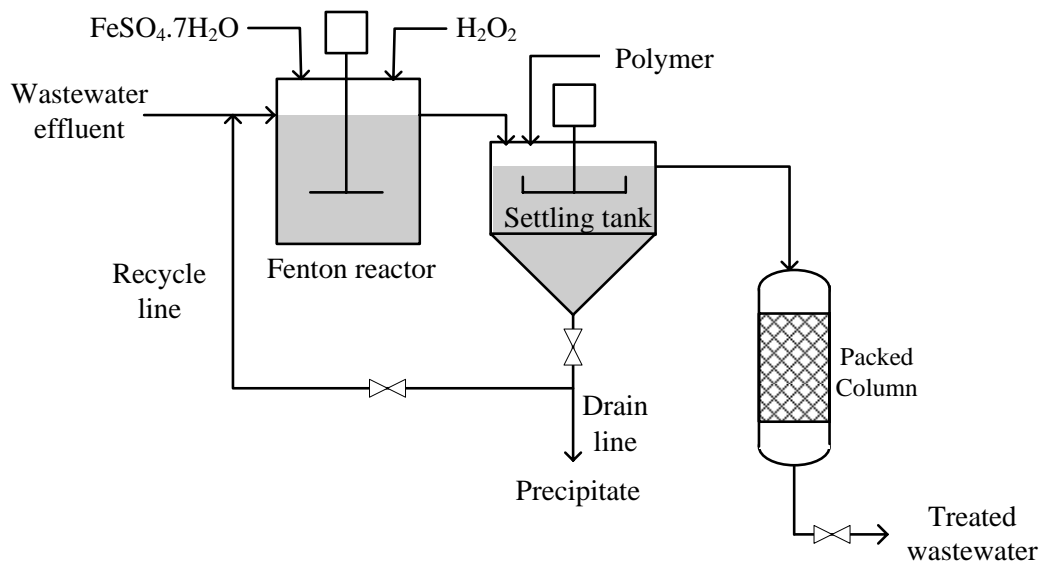 FeSO₄.7H₂O
H₂O₂
Polymer
Wastewater
effluent
Settling tank
Fenton reactor
Recycle
line
Packed
Column
Drain
line
Precipitate
Treated
wastewater